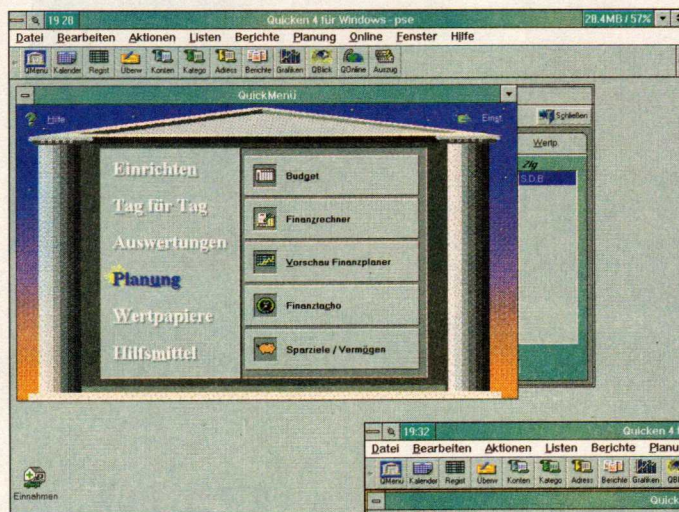 19 28 Quicken 4 für Windows - pse 28.4MB / 57%
Datei Bearbeiten Aktionen Listen Berichte Planung Online Fenster Hilfe
QMenü Kalender Regist Überw Konten Katego Adress Berichte Grafiken QBlick QOnline Auszug
QuickMenü
Hilfe Einst Schließen
Wertp.
Einrichten
Tag für Tag
Auswertungen
Planung
Wertpapiere
Hilfsmittel
Budget
Finanzrechner
Vorschau Finanzplaner
Finanztacho
Sparziele / Vermögen
Zlg
S.D.B
Einnahmen
19:32 Quicken 4 f
Datei Bearbeiten Aktionen Listen Berichte Planu
QMenü Kalender Regist Überw Konten Katego Adress Berichte Grafiken QBl
Quick